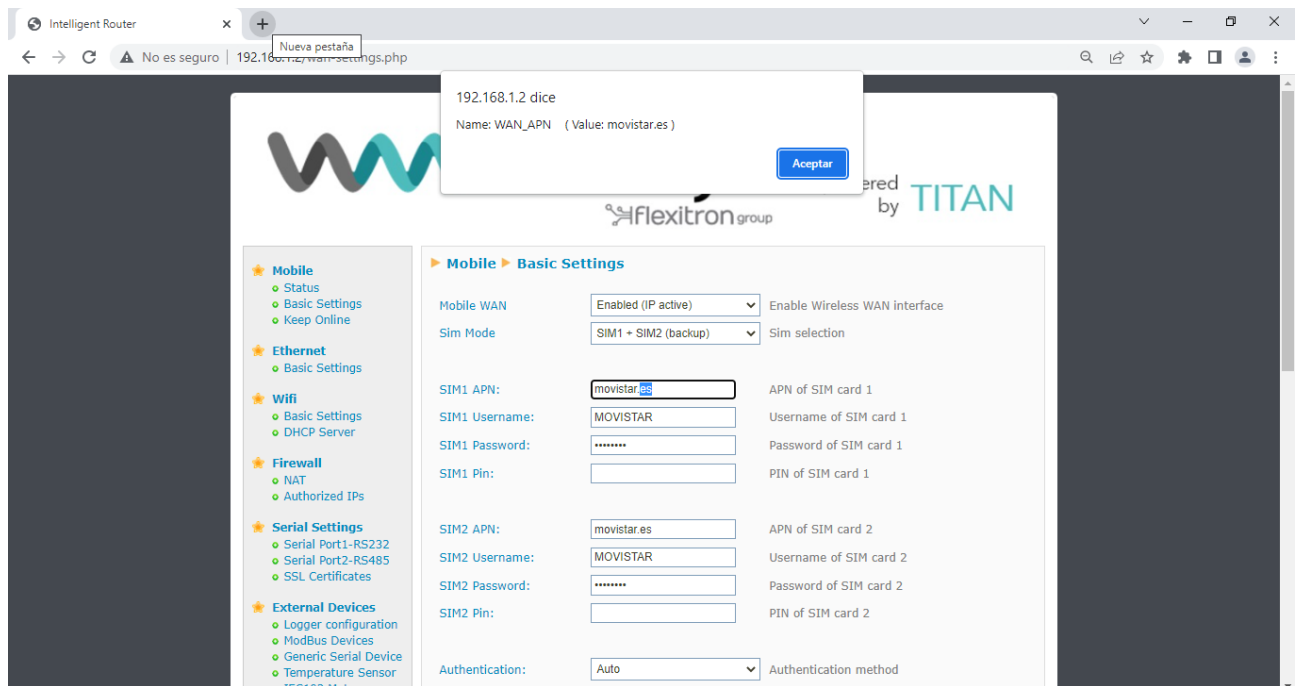 Intelligent Router
Nueva pestaña
No es seguro
192.168.1.2/wan-settings.php
192.168.1.2 dice
Name: WAN_APN ( Value: movistar.es )
Aceptar
flexitron group
by TITAN
Mobile
Status
Basic Settings
Keep Online
Ethernet
Basic Settings
Wifi
Basic Settings
DHCP Server
Firewall
NAT
Authorized IPs
Serial Settings
Serial Port1-RS232
Serial Port2-RS485
SSL Certificates
External Devices
Logger configuration
ModBus Devices
Generic Serial Device
Temperature Sensor
Mobile Basic Settings
Mobile WAN Enabled (IP active) Enable Wireless WAN interface
Sim Mode SIM1 + SIM2 (backup) Sim selection
SIM1 APN: movistar.es APN of SIM card 1
SIM1 Username: MOVISTAR Username of SIM card 1
SIM1 Password: •••••••• Password of SIM card 1
SIM1 Pin: PIN of SIM card 1
SIM2 APN: movistar.es APN of SIM card 2
SIM2 Username: MOVISTAR Username of SIM card 2
SIM2 Password: •••••••• Password of SIM card 2
SIM2 Pin: PIN of SIM card 2
Authentication: Auto Authentication method